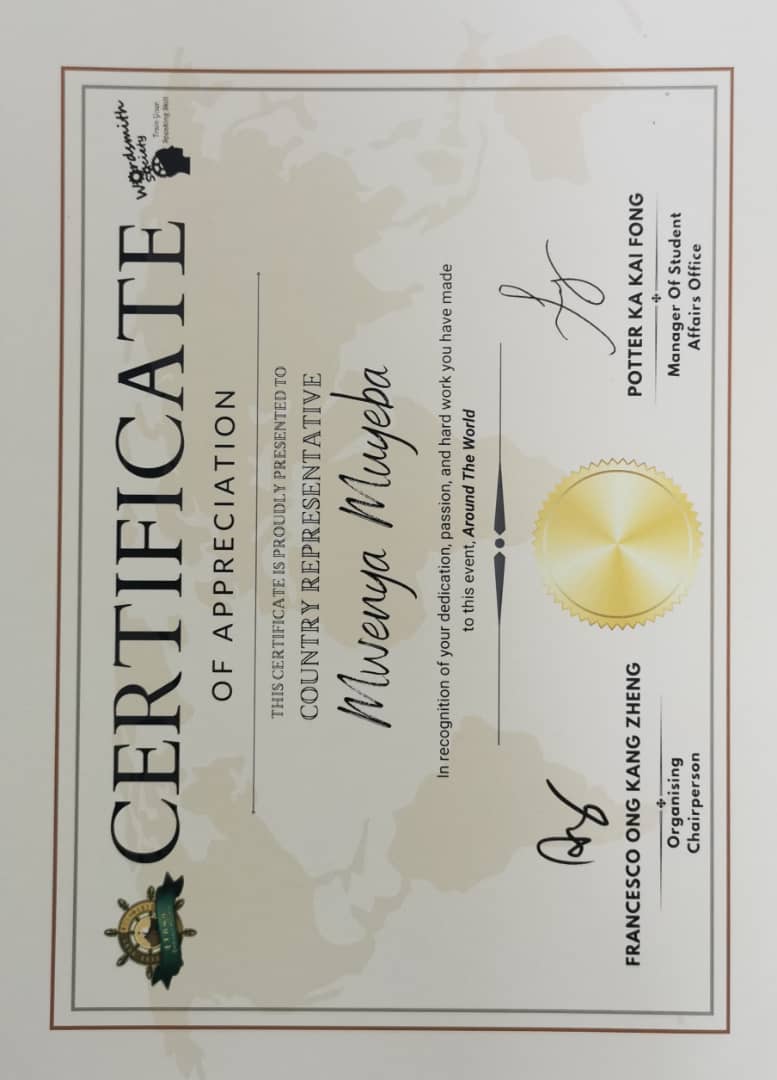 CERTIFICATE
Wordsmith
Society
Train Your
Speaking Skill
OF APPRECIATION
THIS CERTIFICATE IS PROUDLY PRESENTED TO
COUNTRY REPRESENTATIVE
Mwenya Muyeba
In recognition of your dedication, passion, and hard work you have made
to this event, Around The World
FRANCESCO ONG KANG ZHENG
Organising
Chairperson
POTTER KA KAI FONG
Manager Of Student
Affairs Office